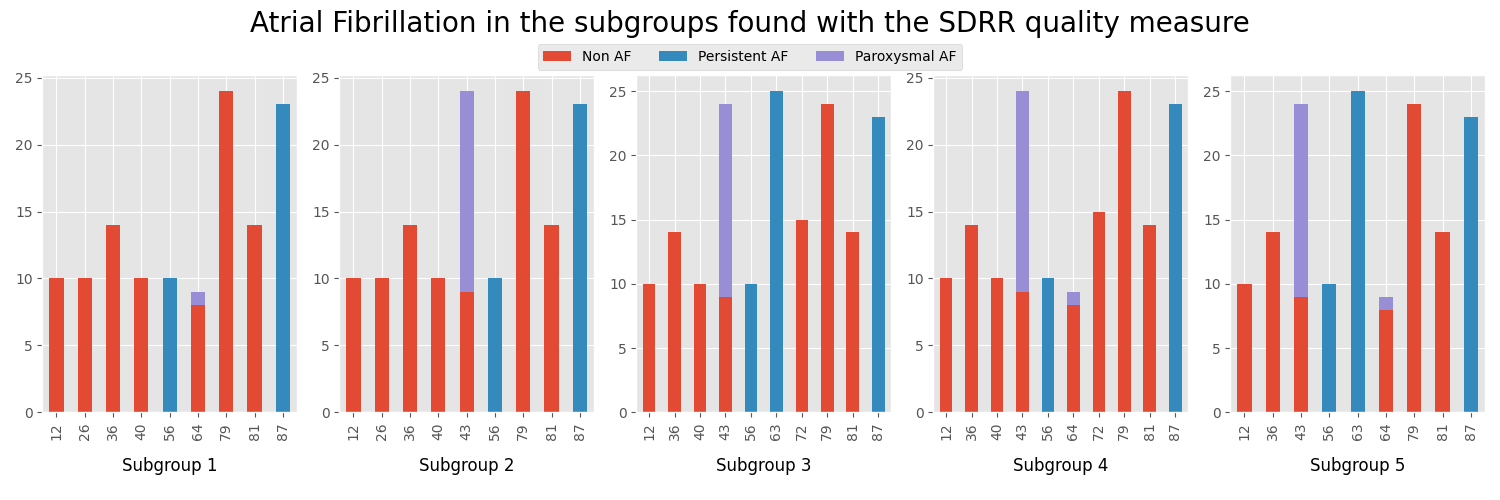 Atrial Fibrillation in the subgroups found with the SDRR quality measure
Non AF Persistent AF Paroxysmal AF
25
20
15
10
5
0
12 26 36 40 56 64 79 81 87
Subgroup 1
25
20
15
10
5
0
12 26 36 40 43 56 79 81 87
Subgroup 2
25
20
15
10
5
0
12 36 40 43 56 63 72 79 81 87
Subgroup 3
25
20
15
10
5
0
12 36 40 43 56 64 72 79 81 87
Subgroup 4
25
20
15
10
5
0
12 36 43 56 63 64 79 81 87
Subgroup 5